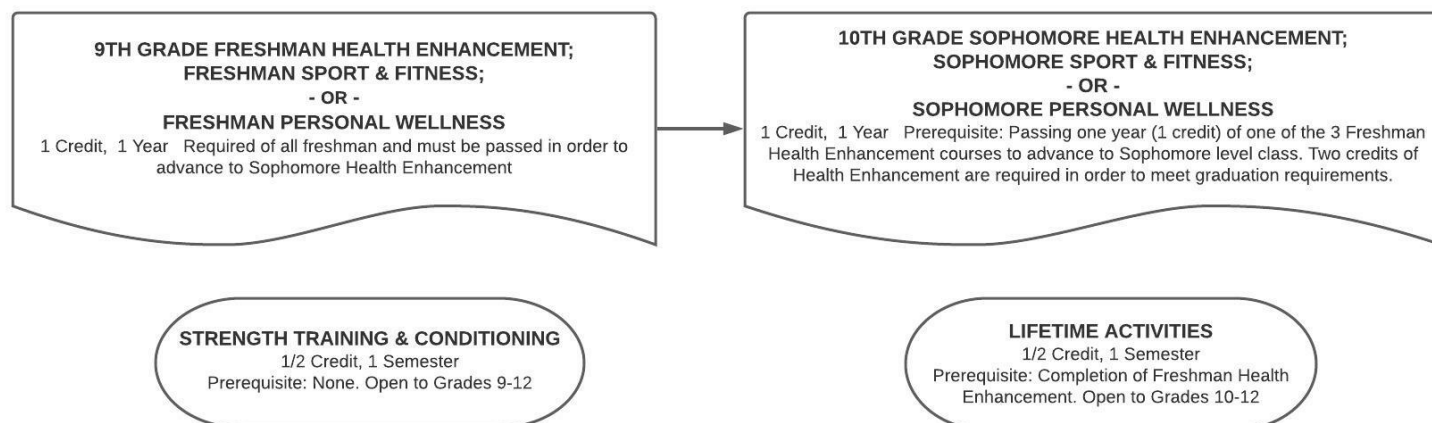 9TH GRADE FRESHMAN HEALTH ENHANCEMENT;
FRESHMAN SPORT & FITNESS;
- OR -
FRESHMAN PERSONAL WELLNESS
1 Credit, 1 Year Required of all freshman and must be passed in order to
advance to Sophomore Health Enhancement
10TH GRADE SOPHOMORE HEALTH ENHANCEMENT;
SOPHOMORE SPORT & FITNESS;
- OR -
SOPHOMORE PERSONAL WELLNESS
1 Credit, 1 Year Prerequisite: Passing one year (1 credit) of one of the 3 Freshman
Health Enhancement courses to advance to Sophomore level class. Two credits of
Health Enhancement are required in order to meet graduation requirements.
STRENGTH TRAINING & CONDITIONING
1/2 Credit, 1 Semester
Prerequisite: None. Open to Grades 9-12
LIFETIME ACTIVITIES
1/2 Credit, 1 Semester
Prerequisite: Completion of Freshman Health
Enhancement. Open to Grades 10-12